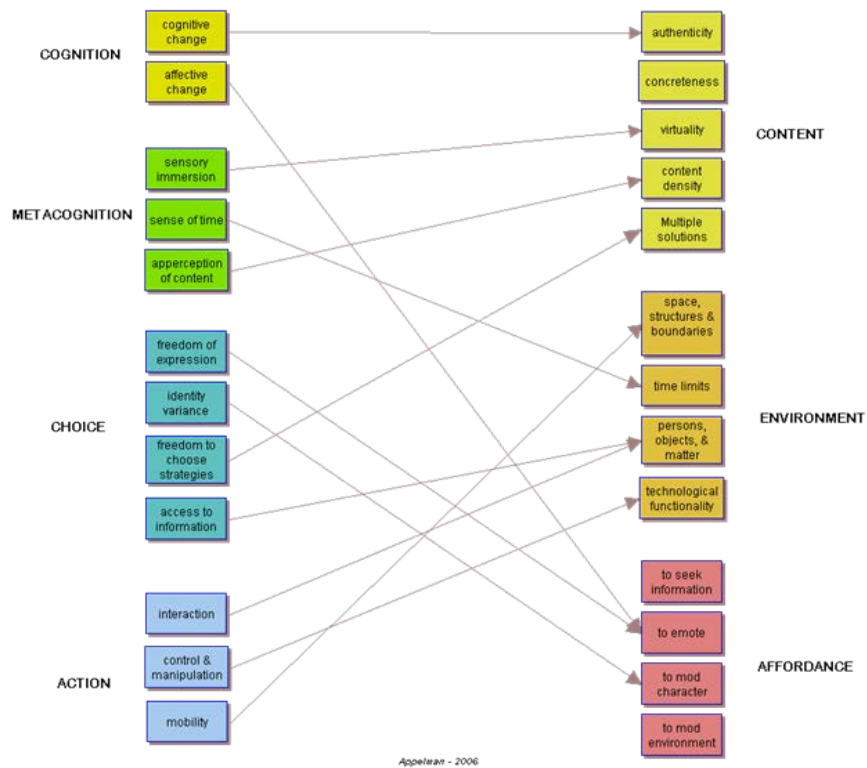 COGNITION
cognitive
change
affective
change
METACOGNITION
sensory
immersion
sense of time
apperception
of content
CHOICE
freedom of
expression
identity
variance
freedom to
choose
strategies
access to
information
ACTION
interaction
control &
manipulation
mobility
authenticity
concreteness
virtuality
content
density
Multiple
solutions
CONTENT
space,
structures &
boundaries
time limits
persons,
objects, &
matter
technological
functionality
ENVIRONMENT
to seek
information
to emote
to mod
character
to mod
environment
AFFORDANCE
Appelman - 2006